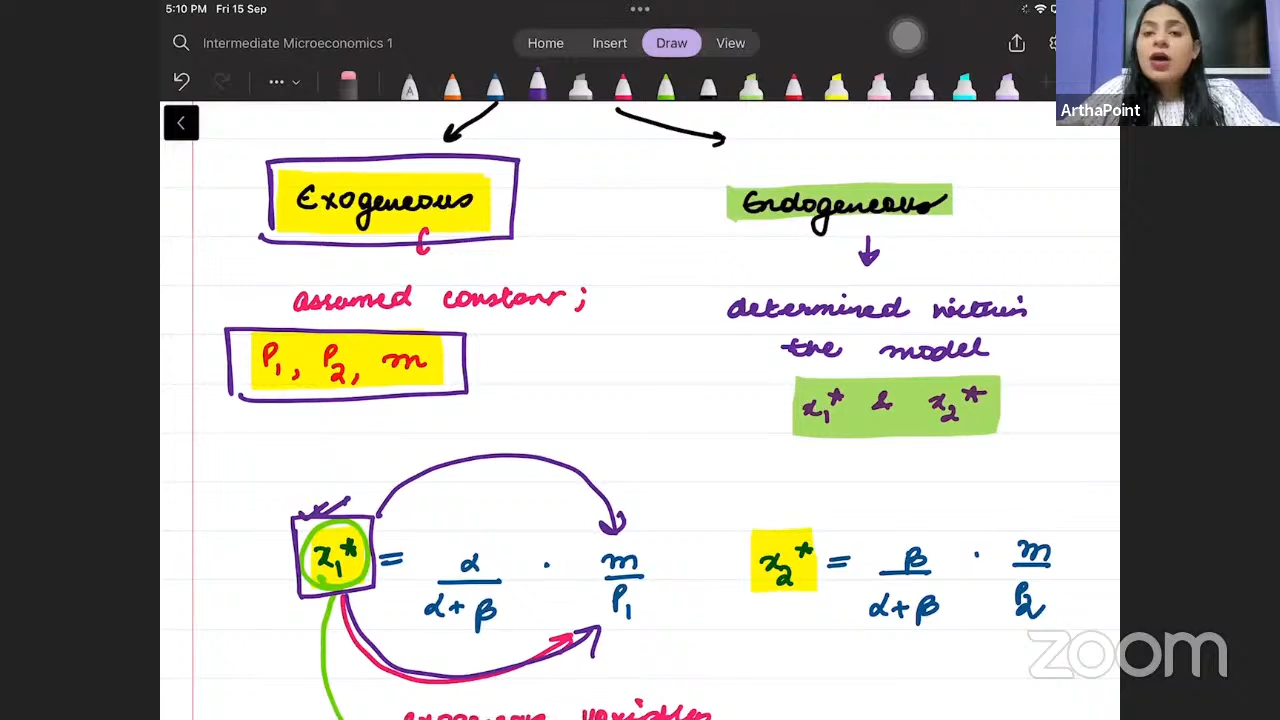 5:10 PM Fri 15 Sep
Intermediate Microeconomics 1
Home Insert Draw View
A
ArthaPoint
Exogeneous
Endogeneous
assumed constant;
determined within
the model
P₁, P₂, m
x₁* & x₂*
x₁* = α/(α+β) · m/P₁
x₂* = β/(α+β) · m/P₂
zoom
variables